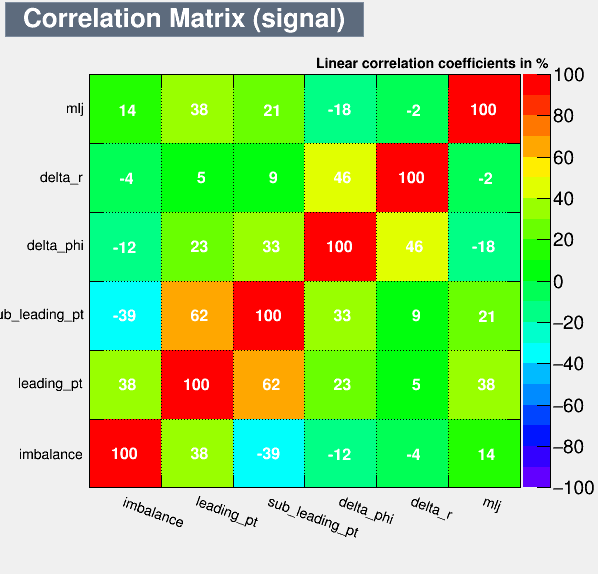 Correlation Matrix (signal)
Linear correlation coefficients in %
mlj 14 38 21 -18 -2 100
delta_r -4 5 9 46 100 -2
delta_phi -12 23 33 100 46 -18
ub_leading_pt -39 62 100 33 9 21
leading_pt 38 100 62 23 5 38
imbalance 100 38 -39 -12 -4 14
imbalance leading_pt sub_leading_pt delta_phi delta_r mlj
100
80
60
40
20
0
−20
−40
−60
−80
−100